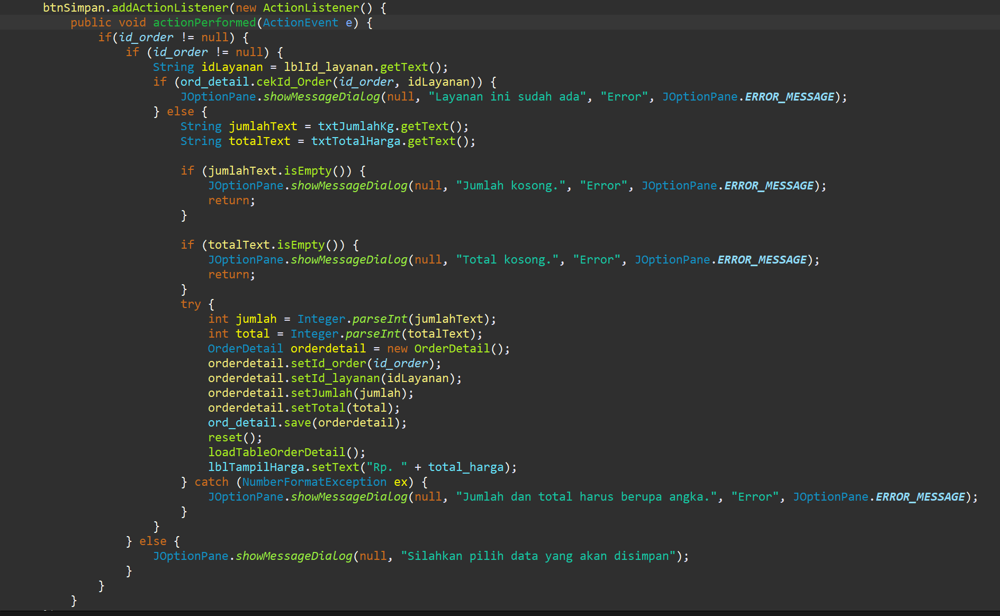 btnSimpan.addActionListener(new ActionListener() {
public void actionPerformed(ActionEvent e) {
if(id_order != null) {
if (id_order != null) {
String idLayanan = lblId_layanan.getText();
if (ord_detail.cekId_Order(id_order, idLayanan)) {
JOptionPane.showMessageDialog(null, "Layanan ini sudah ada", "Error", JOptionPane.ERROR_MESSAGE);
} else {
String jumlahText = txtJumlahKg.getText();
String totalText = txtTotalHarga.getText();
if (jumlahText.isEmpty()) {
JOptionPane.showMessageDialog(null, "Jumlah kosong.", "Error", JOptionPane.ERROR_MESSAGE);
return;
}
if (totalText.isEmpty()) {
JOptionPane.showMessageDialog(null, "Total kosong.", "Error", JOptionPane.ERROR_MESSAGE);
return;
}
try {
int jumlah = Integer.parseInt(jumlahText);
int total = Integer.parseInt(totalText);
OrderDetail orderdetail = new OrderDetail();
orderdetail.setId_order(id_order);
orderdetail.setId_layanan(idLayanan);
orderdetail.setJumlah(jumlah);
orderdetail.setTotal(total);
ord_detail.save(orderdetail);
reset();
loadTableOrderDetail();
lblTampilHarga.setText("Rp. " + total_harga);
} catch (NumberFormatException ex) {
JOptionPane.showMessageDialog(null, "Jumlah dan total harus berupa angka.", "Error", JOptionPane.ERROR_MESSAGE);
}
}
} else {
JOptionPane.showMessageDialog(null, "Silahkan pilih data yang akan disimpan");
}
}
}